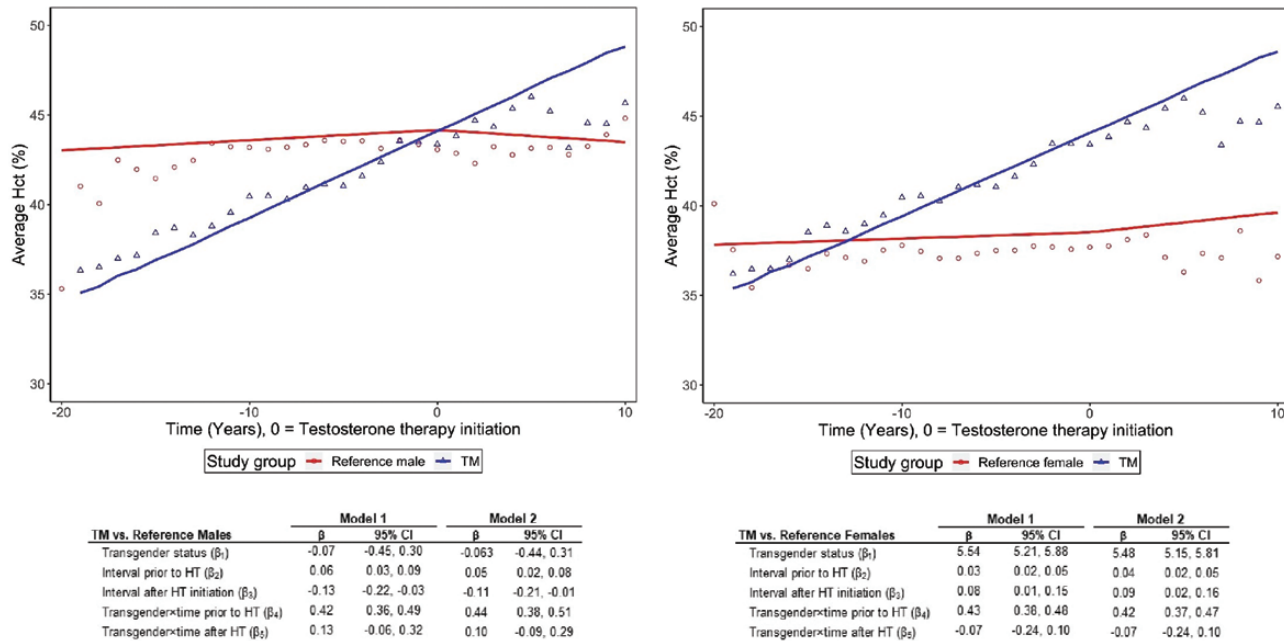 50
45
40
35
30
Average Hct (%)
-20
-10
0
10
Time (Years), 0 = Testosterone therapy initiation
Study group Reference male TM
50
45
40
35
30
Average Hct (%)
-20
-10
0
10
Time (Years), 0 = Testosterone therapy initiation
Study group Reference female TM
Model 1 Model 2
TM vs. Reference Males β 95% CI β 95% CI
Transgender status (β₁) -0.07 -0.45, 0.30 -0.063 -0.44, 0.31
Interval prior to HT (β₂) 0.06 0.03, 0.09 0.05 0.02, 0.08
Interval after HT initiation (β₃) -0.13 -0.22, -0.03 -0.11 -0.21, -0.01
Transgender×time prior to HT (β₄) 0.42 0.36, 0.49 0.44 0.38, 0.51
Transgender×time after HT (β₅) 0.13 -0.06, 0.32 0.10 -0.09, 0.29
Model 1 Model 2
TM vs. Reference Females β 95% CI β 95% CI
Transgender status (β₁) 5.54 5.21, 5.88 5.48 5.15, 5.81
Interval prior to HT (β₂) 0.03 0.02, 0.05 0.04 0.02, 0.05
Interval after HT initiation (β₃) 0.08 0.01, 0.15 0.09 0.02, 0.16
Transgender×time prior to HT (β₄) 0.43 0.38, 0.48 0.42 0.37, 0.47
Transgender×time after HT (β₅) -0.07 -0.24, 0.10 -0.07 -0.24, 0.10